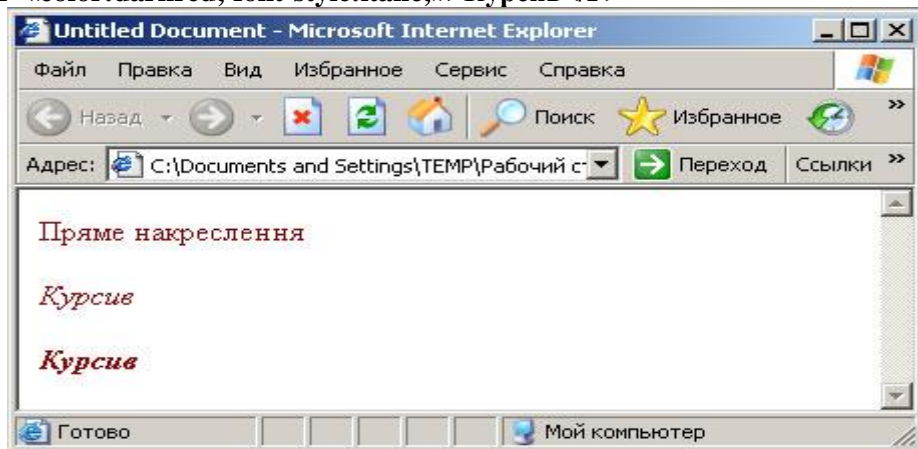 Untitled Document - Microsoft Internet Explorer
Файл Правка Вид Избранное Сервис Справка
Назад Поиск Избранное »
Адрес: C:\Documents and Settings\TEMP\Рабочий с Переход Ссылки »
Пряме накреслення
Курсив
Курсив
Готово Мой компьютер